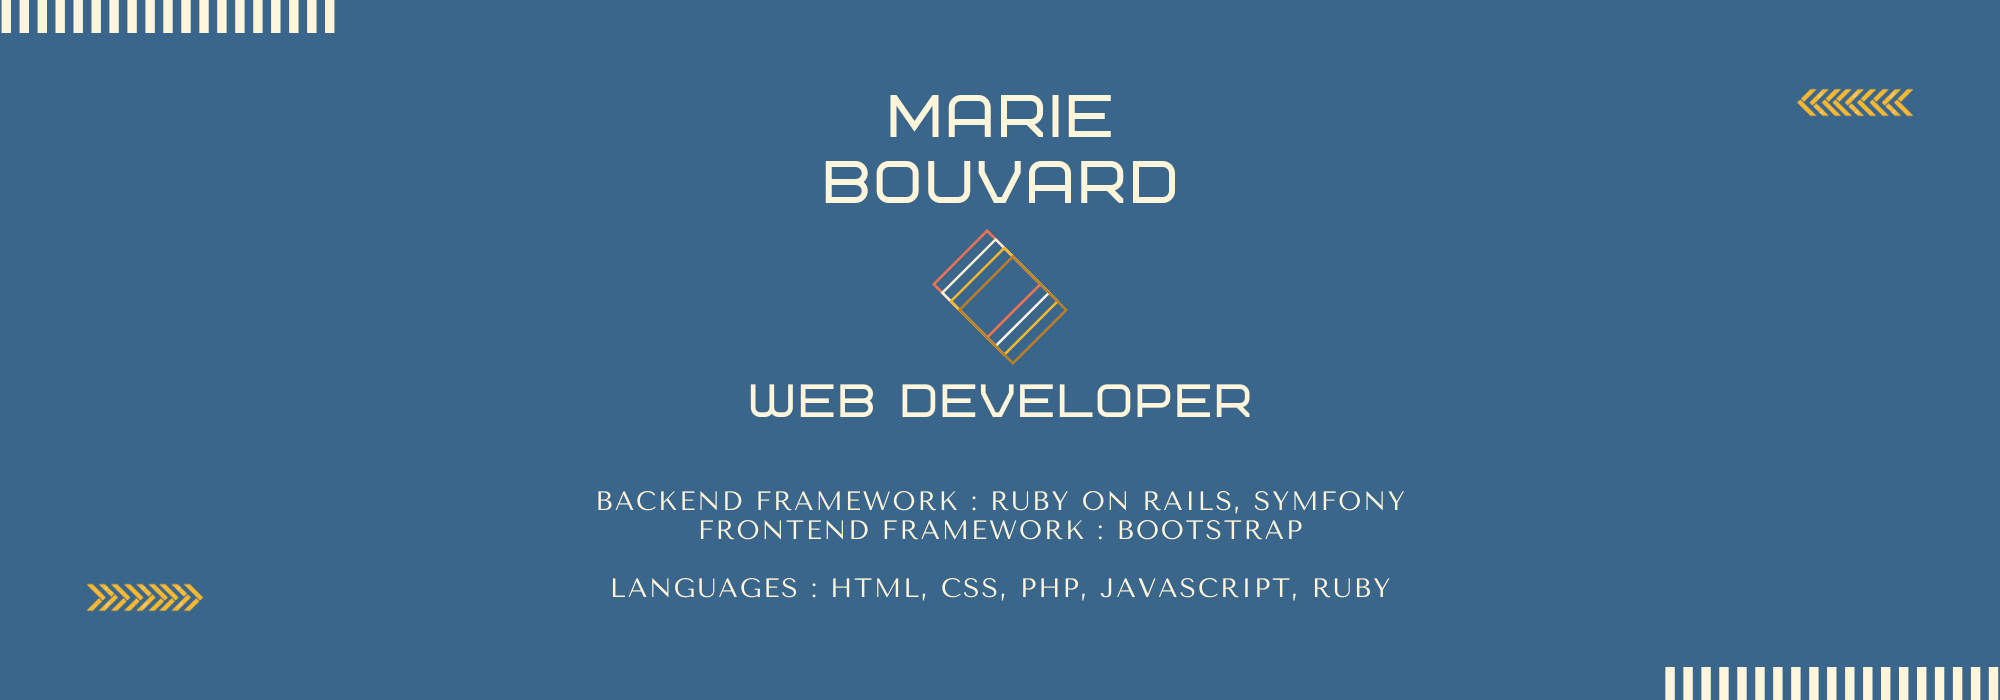 MARIE
BOUVARD
WEB DEVELOPER
BACKEND FRAMEWORK : RUBY ON RAILS, SYMFONY
FRONTEND FRAMEWORK : BOOTSTRAP
LANGUAGES : HTML, CSS, PHP, JAVASCRIPT, RUBY